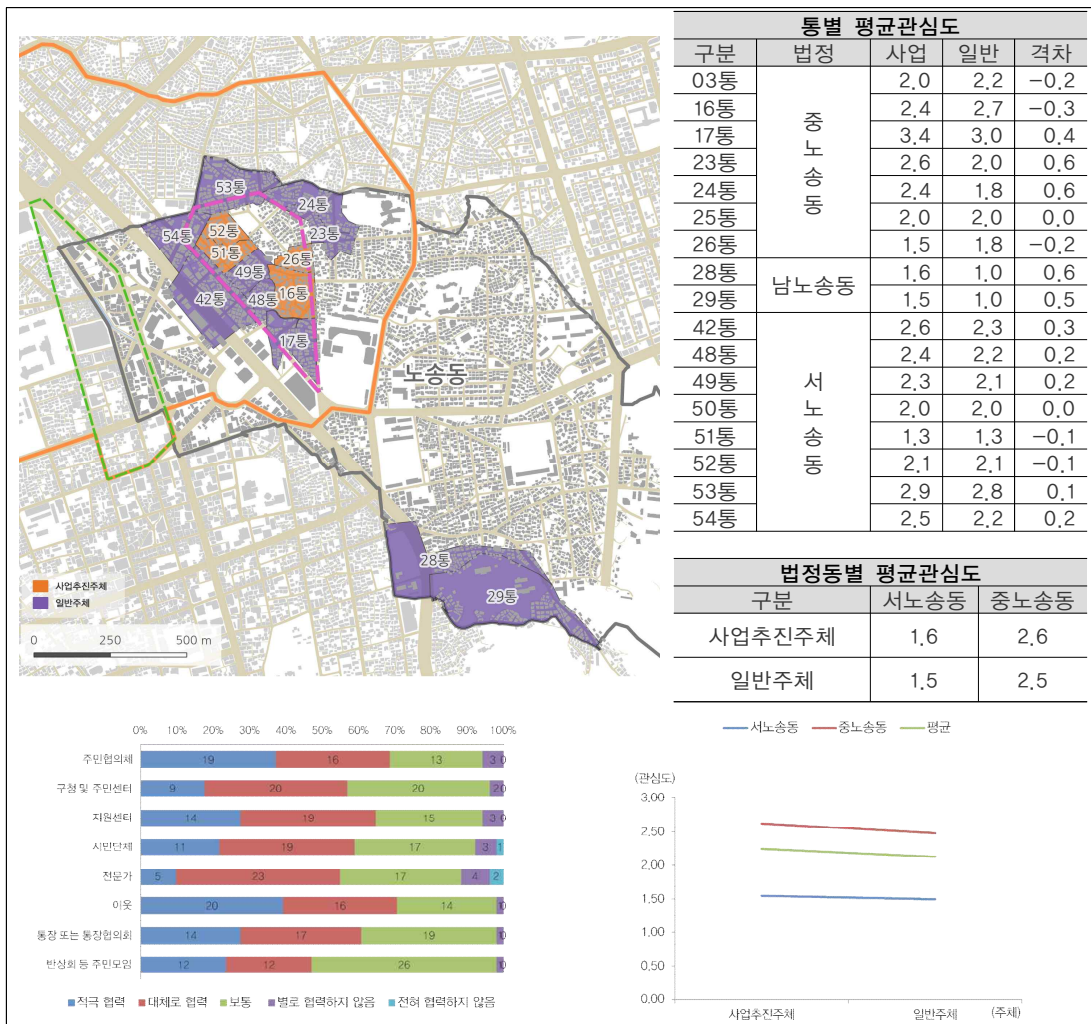 53통
24통
52통
54통
23통
51통
26통
49통
42통
48통
16통
17통
노송동
28통
29통
사업추진주체
일반주체
0 250 500 m
통별 평균관심도
구분 법정 사업 일반 격차
03통 2.0 2.2 -0.2
16통 2.4 2.7 -0.3
17통 3.4 3.0 0.4
23통 2.6 2.0 0.6
24통 2.4 1.8 0.6
25통 2.0 2.0 0.0
26통 1.5 1.8 -0.2
중노송동
28통 1.6 1.0 0.6
29통 1.5 1.0 0.5
남노송동
42통 2.6 2.3 0.3
48통 2.4 2.2 0.2
49통 2.3 2.1 0.2
50통 2.0 2.0 0.0
51통 1.3 1.3 -0.1
52통 2.1 2.1 -0.1
53통 2.9 2.8 0.1
54통 2.5 2.2 0.2
서노송동
법정동별 평균관심도
구분 서노송동 중노송동
사업추진주체 1.6 2.6
일반주체 1.5 2.5
0% 10% 20% 30% 40% 50% 60% 70% 80% 90% 100%
주민협의체 19 16 13 3 0
구청 및 주민센터 9 20 20 2 0
지원센터 14 19 15 3 0
시민단체 11 19 17 3 1
전문가 5 23 17 4 2
이웃 20 16 14 1 0
통장 또는 통장협의회 14 17 19 1 0
반상회 등 주민모임 12 12 26 1 0
적극 협력 대체로 협력 보통 별로 협력하지 않음 전혀 협력하지 않음
서노송동 중노송동 평균
(관심도)
3.00
2.50
2.00
1.50
1.00
0.50
0.00
사업추진주체 일반주체 (주체)